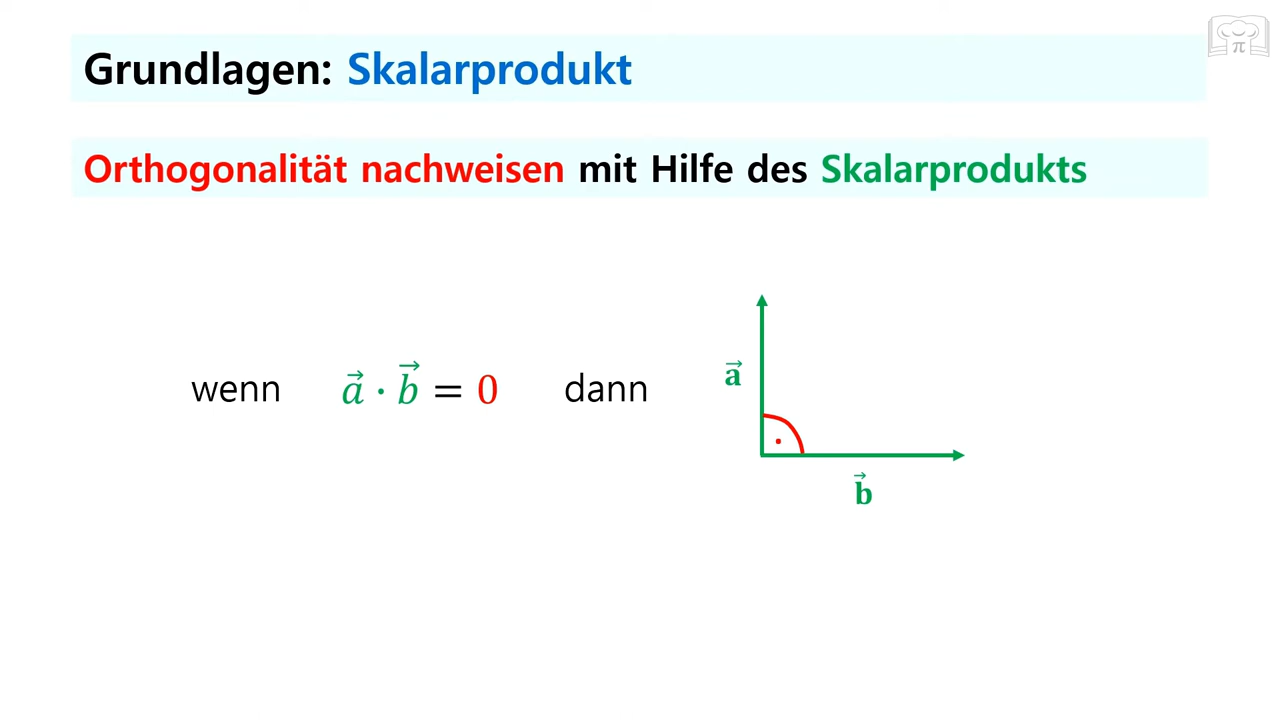 Grundlagen: Skalarprodukt
Orthogonalität nachweisen mit Hilfe des Skalarprodukts
wenn a⃗ · b⃗ = 0 dann
a⃗
b⃗
π